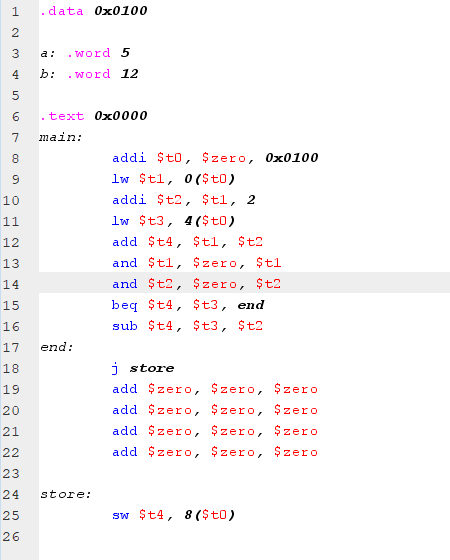 1 .data 0x0100
2
3 a: .word 5
4 b: .word 12
5
6 .text 0x0000
7 main:
8 addi $t0, $zero, 0x0100
9 lw $t1, 0($t0)
10 addi $t2, $t1, 2
11 lw $t3, 4($t0)
12 add $t4, $t1, $t2
13 and $t1, $zero, $t1
14 and $t2, $zero, $t2
15 beq $t4, $t3, end
16 sub $t4, $t3, $t2
17 end:
18 j store
19 add $zero, $zero, $zero
20 add $zero, $zero, $zero
21 add $zero, $zero, $zero
22 add $zero, $zero, $zero
23
24 store:
25 sw $t4, 8($t0)
26